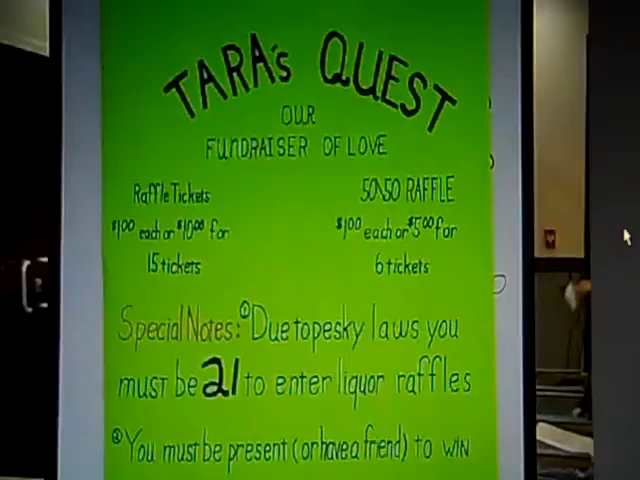 TARA's QUEST
OUR
FUNDRAISER OF LOVE
Raffle Tickets
$1.00 each or $10.00 for
15 tickets
50\50 RAFFLE
$1.00 each or $5.00 for
6 tickets
Special Notes: ① Due to pesky laws you
must be 21 to enter liquor raffles
② You must be present (or have a friend) to WIN